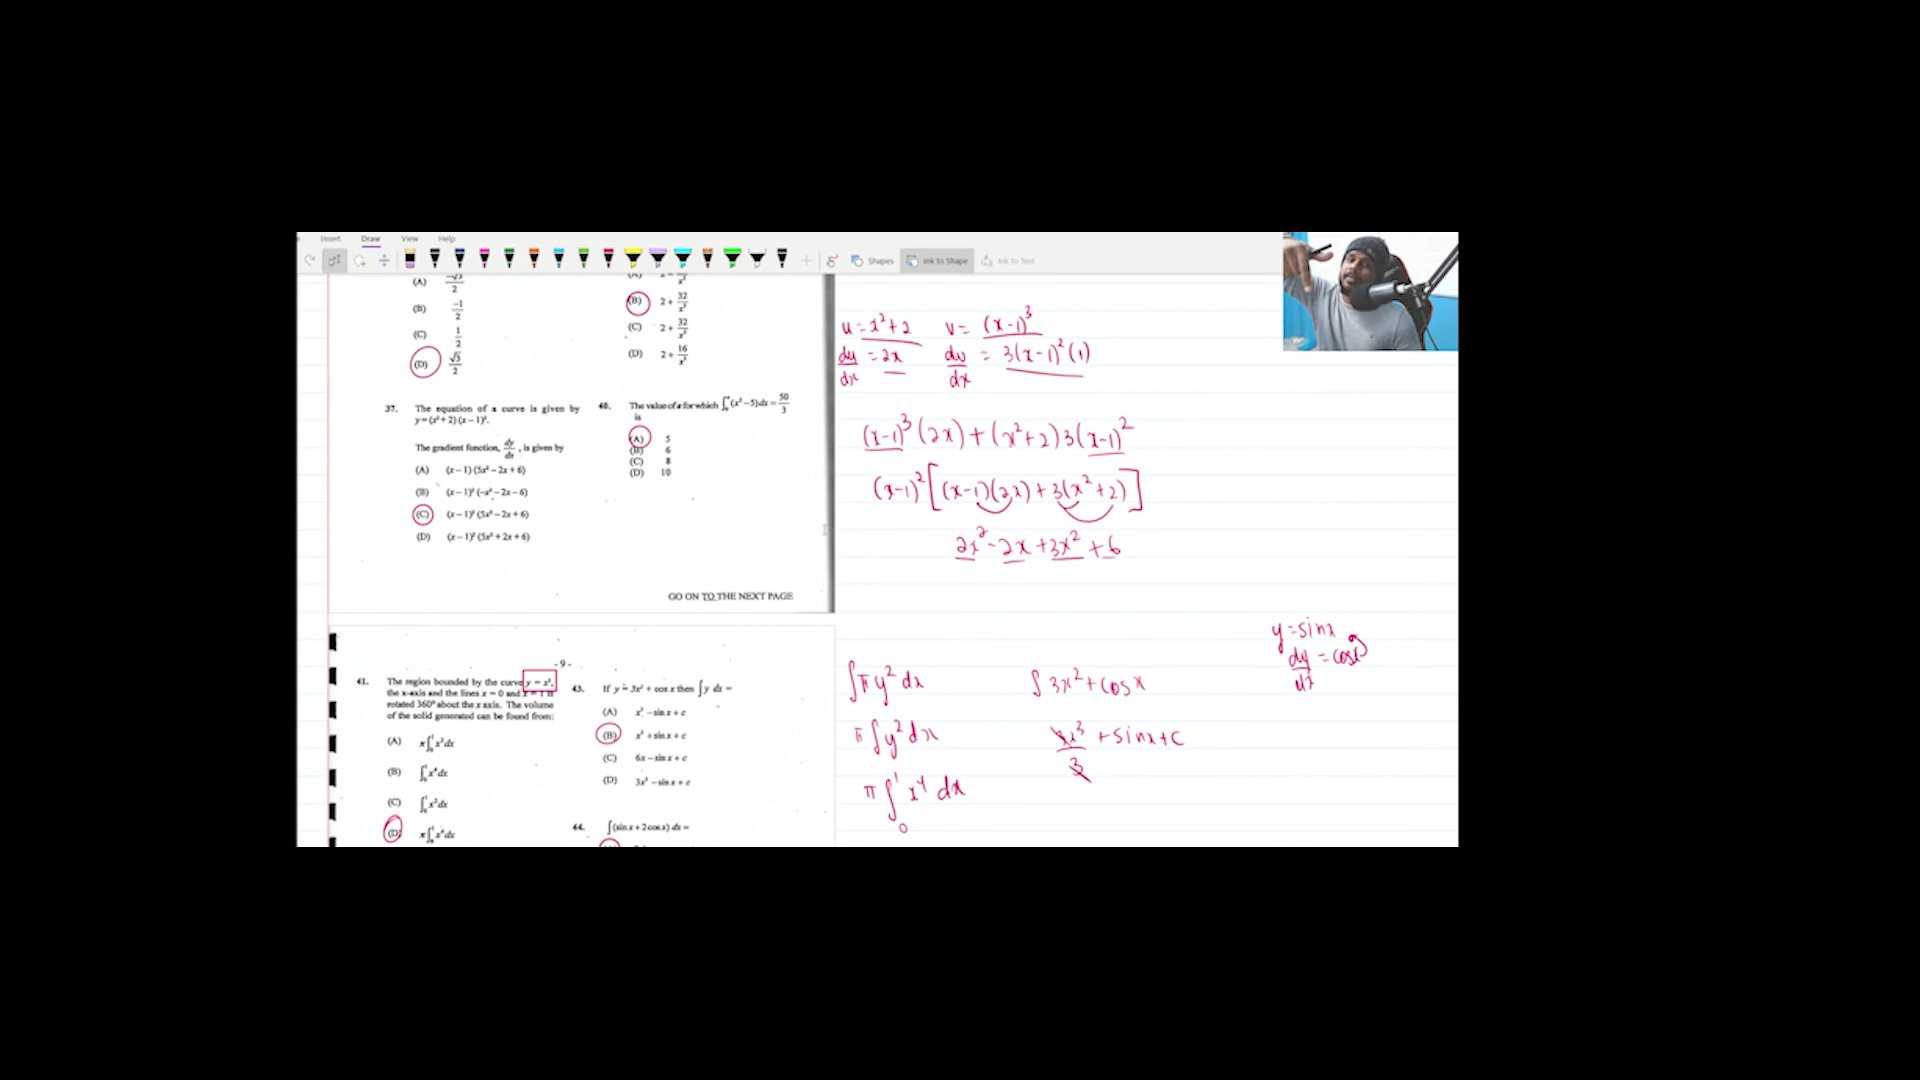 Insert Draw View Help
Shapes Ink to Shape Ink to Text
(A) -√3/2
(B) -1/2
(C) 1/2
(D) √3/2
37. The equation of a curve is given by
y = (x² + 2) (x − 1)³.
The gradient function, dy/dx, is given by
(A) (x − 1) (5x² − 2x + 6)
(B) (x − 1)² (−x² − 2x − 6)
(C) (x − 1)² (5x² − 2x + 6)
(D) (x − 1)² (5x² + 2x + 6)
(B) 2 + 32/x³
(C) 2 + 32/x³
(D) 2 + 16/x³
40. The value of for which (x² − 5) dx = 50/3
is
(A) 5
(B) 6
(C) 8
(D) 10
GO ON TO THE NEXT PAGE
- 9 -
41. The region bounded by the curve y = x²,
the x-axis and the lines x = 0 and x = 1 is
rotated 360° about the x axis. The volume
of the solid generated can be found from:
(A) π∫₀¹ x² dx
(B) ∫₀¹ x⁴ dx
(C) ∫₀¹ x² dx
(D) π∫₀¹ x⁴ dx
43. If y = 3x² + cos x then ∫ y dx =
(A) x³ − sin x + c
(B) x³ + sin x + c
(C) 6x − sin x + c
(D) 3x³ − sin x + c
44. ∫(sin x + 2 cos x) dx =
u = x²+2 v = (x-1)³
du/dx = 2x dv/dx = 3(x-1)²(1)
(x-1)³(2x) + (x²+2)3(x-1)²
(x-1)²[(x-1)(2x) + 3(x²+2)]
2x² - 2x + 3x² + 6
y = sinx
dy/dx = cosx
∫πy² dx
π∫y² dx
π∫₀¹ x⁴ dx
∫3x² + cosx
3x³/3 + sinx + c